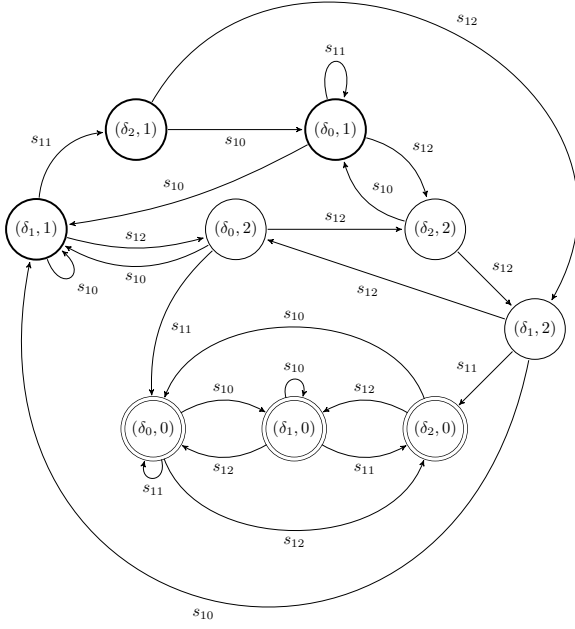 s₁₂
s₁₁
(δ₂, 1)
(δ₀, 1)
s₁₁
s₁₀
s₁₂
s₁₀
s₁₀
(δ₁, 1)
s₁₂
(δ₀, 2)
s₁₂
(δ₂, 2)
s₁₀
s₁₀
s₁₂
s₁₂
s₁₀
(δ₁, 2)
s₁₁
s₁₁
s₁₀
s₁₀
s₁₂
(δ₀, 0)
(δ₁, 0)
(δ₂, 0)
s₁₂
s₁₁
s₁₁
s₁₂
s₁₀